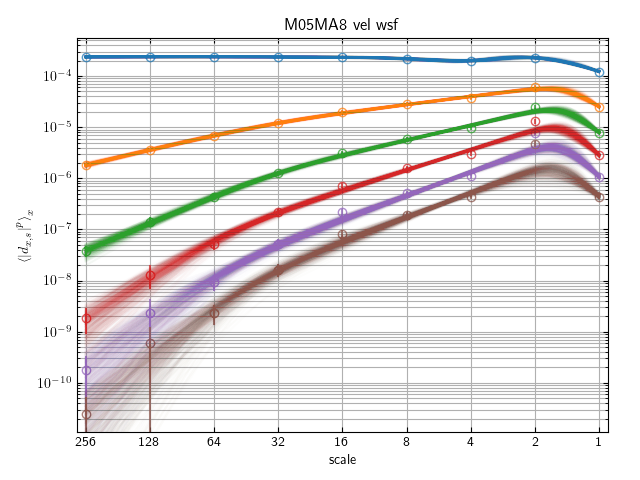 M05MA8 vel wsf
⟨|d_{x,s}|^p⟩_x
10^{-4}
10^{-5}
10^{-6}
10^{-7}
10^{-8}
10^{-9}
10^{-10}
256 128 64 32 16 8 4 2 1
scale